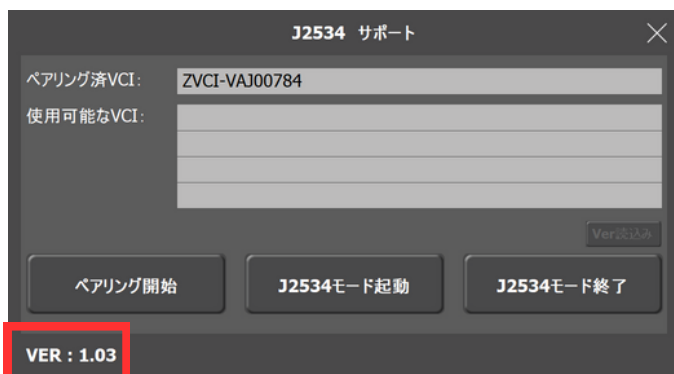 J2534 サポート
ペアリング済VCI: ZVCI-VAJ00784
使用可能なVCI:
Ver読込み
ペアリング開始 J2534モード起動 J2534モード終了
VER : 1.03